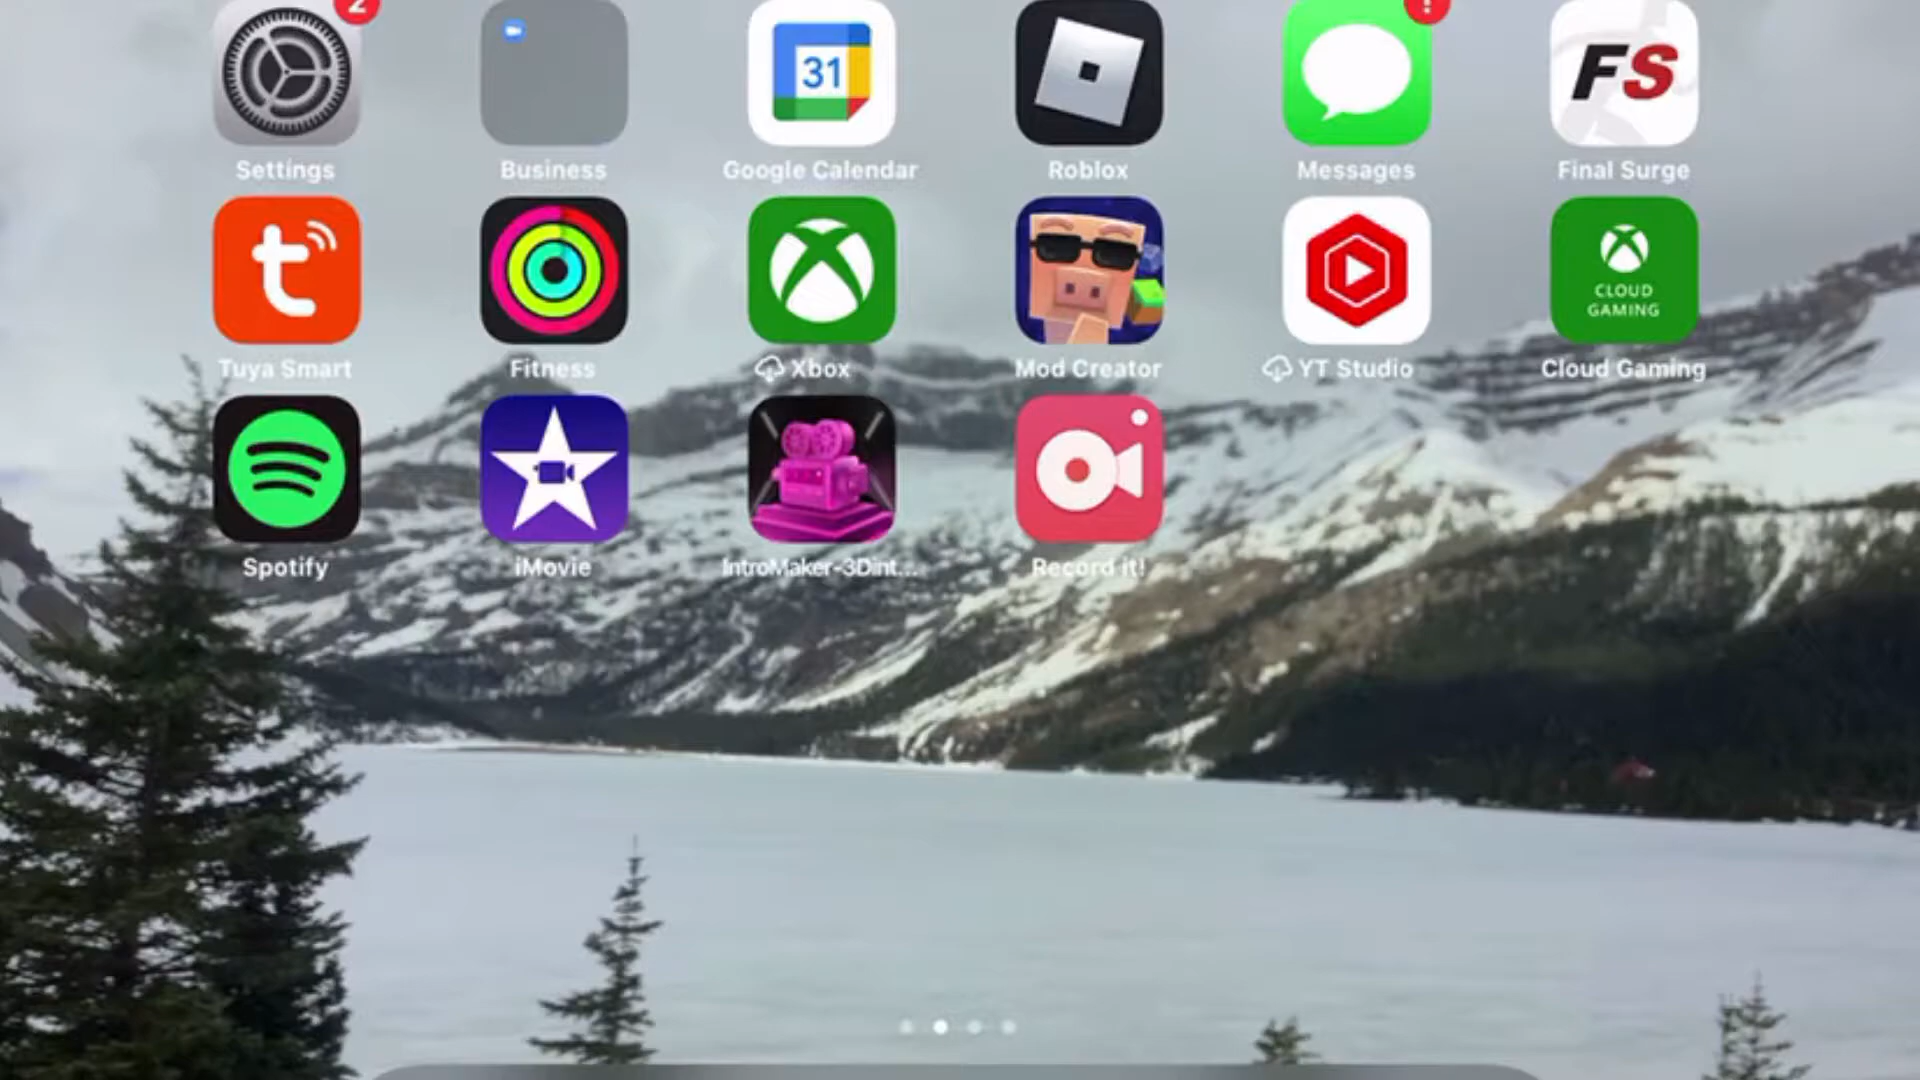 2
Settings
Business
31
Google Calendar
Roblox
!
Messages
FS
Final Surge
Tuya Smart
Fitness
Xbox
Mod Creator
YT Studio
CLOUD
GAMING
Cloud Gaming
Spotify
iMovie
IntroMaker-3Dint...
Record it!